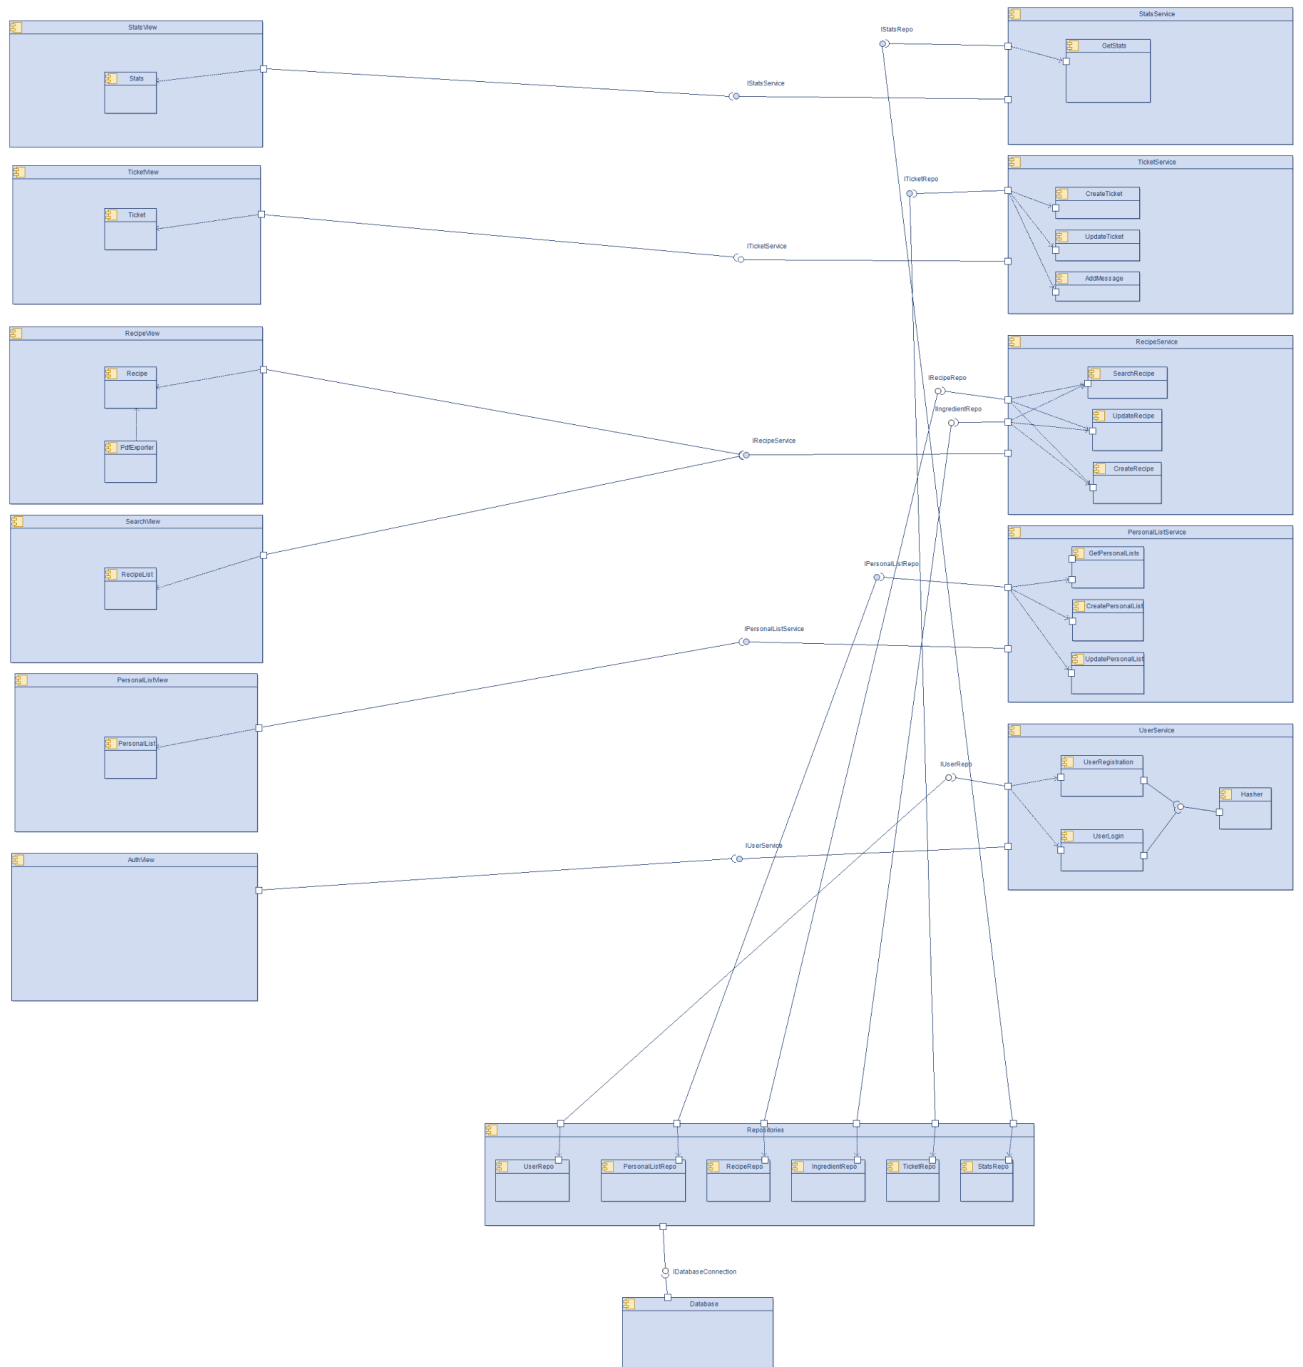 StatsView
Stats
TicketView
Ticket
RecipeView
Recipe
PdfExporter
SearchView
RecipeList
PersonalListView
PersonalList
AuthView
IStatsRepo
IStatsService
ITicketRepo
ITicketService
IRecipeRepo
IIngredientRepo
IRecipeService
IPersonalListRepo
IPersonalListService
IUserRepo
IUserService
StatsService
GetStats
TicketService
CreateTicket
UpdateTicket
AddMessage
RecipeService
SearchRecipe
UpdateRecipe
CreateRecipe
PersonalListService
GetPersonalLists
CreatePersonalList
UpdatePersonalList
UserService
UserRegistration
Hasher
UserLogin
Repositories
UserRepo
PersonalListRepo
RecipeRepo
IngredientRepo
TicketRepo
StatsRepo
IDatabaseConnection
Database